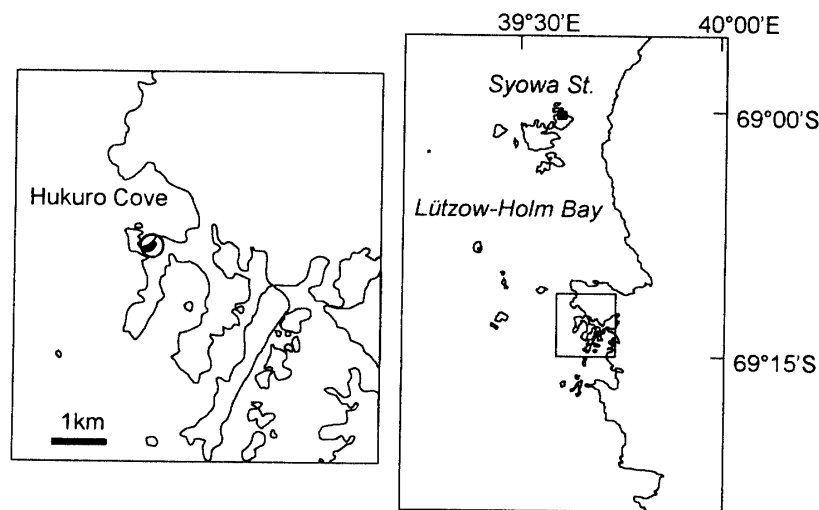 Hukuro Cove
1km
39°30'E
40°00'E
Syowa St.
69°00'S
Lützow-Holm Bay
69°15'S